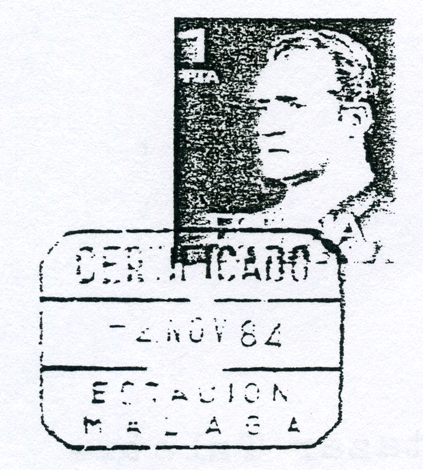 1
PTA
CERTIFICADO
-2 NOV 84
ESTACION
MALAGA